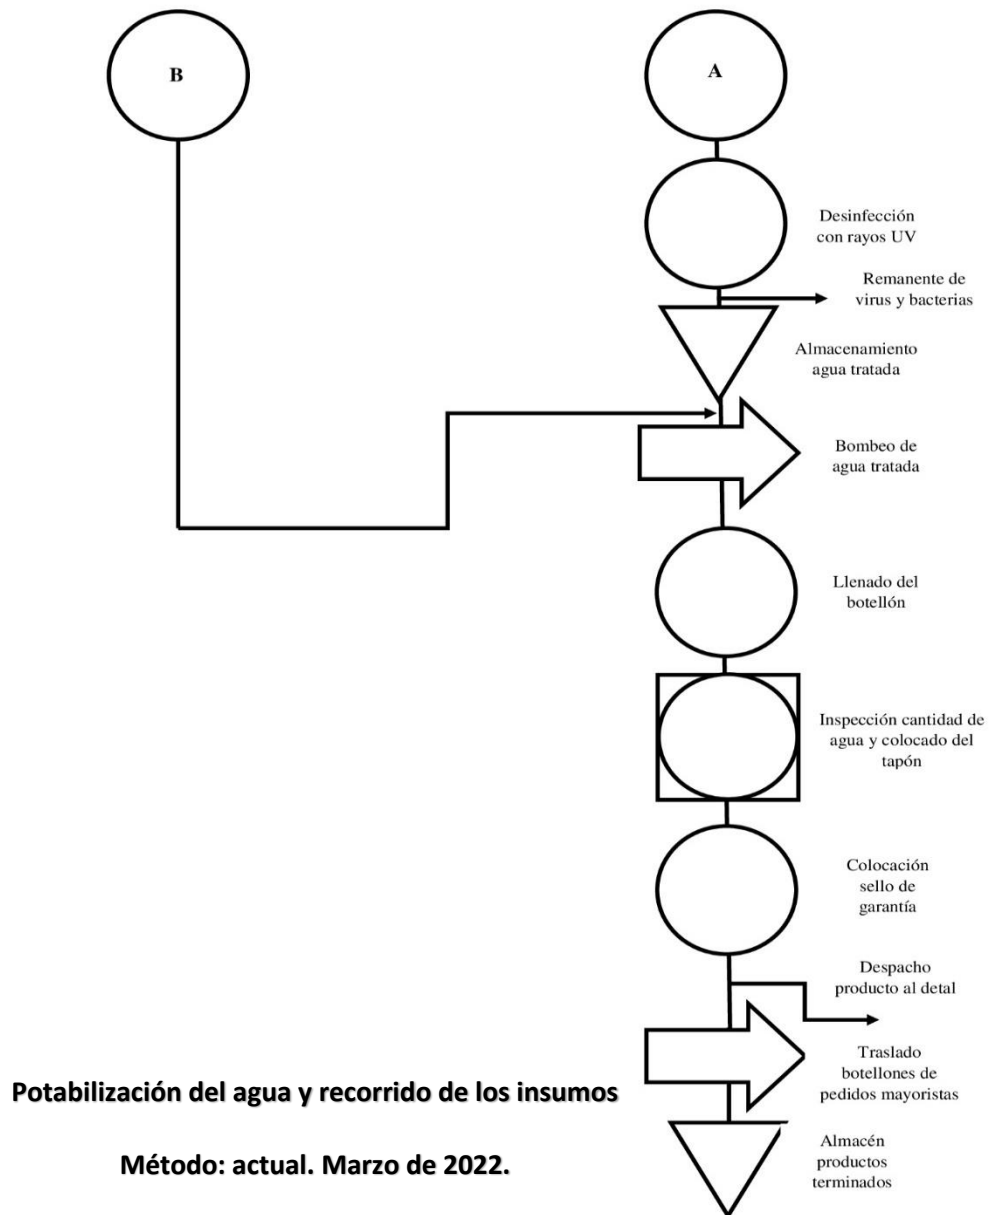 B
A
Desinfección
con rayos UV
Remanente de
virus y bacterias
Almacenamiento
agua tratada
Bombeo de
agua tratada
Llenado del
botellón
Inspección cantidad de
agua y colocado del
tapón
Colocación
sello de
garantía
Despacho
producto al detal
Traslado
botellones de
pedidos mayoristas
Almacén
productos
terminados
Potabilización del agua y recorrido de los insumos
Método: actual. Marzo de 2022.